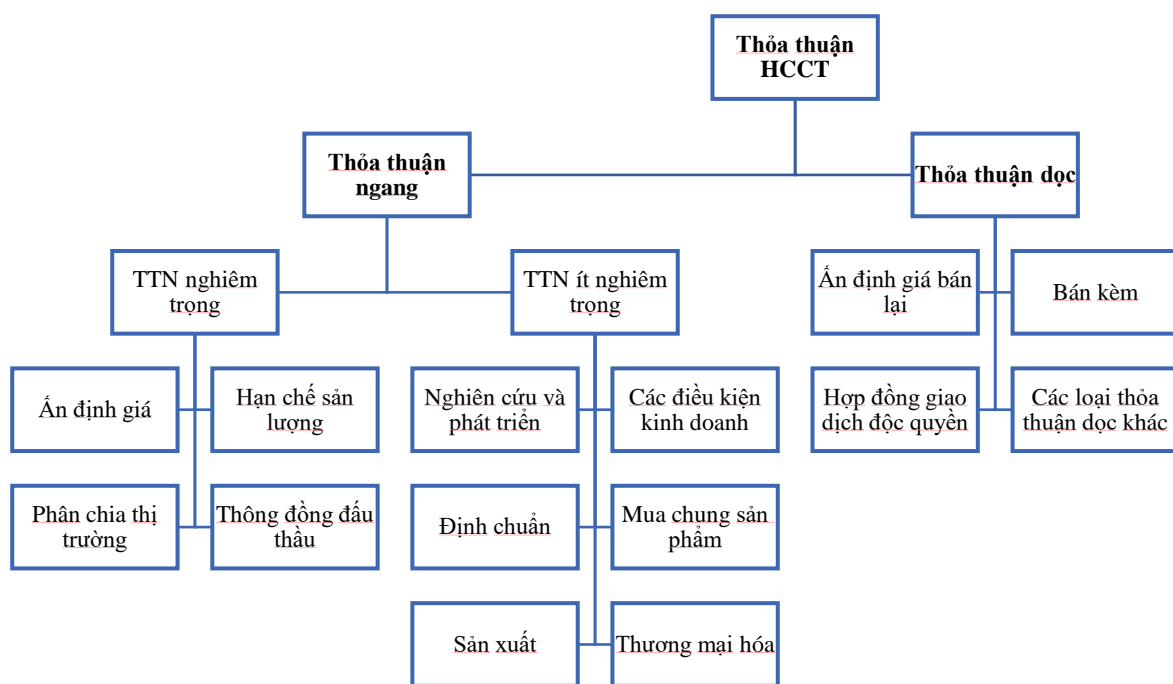 Thỏa thuận
HCCT
Thỏa thuận
ngang
Thỏa thuận dọc
TTN nghiêm
trọng
TTN ít nghiêm
trọng
Ấn định giá bán
lại
Bán kèm
Ấn định giá
Hạn chế sản
lượng
Nghiên cứu và
phát triển
Các điều kiện
kinh doanh
Hợp đồng giao
dịch độc quyền
Các loại thỏa
thuận dọc khác
Phân chia thị
trường
Thông đồng đấu
thầu
Định chuẩn
Mua chung sản
phẩm
Sản xuất
Thương mại hóa